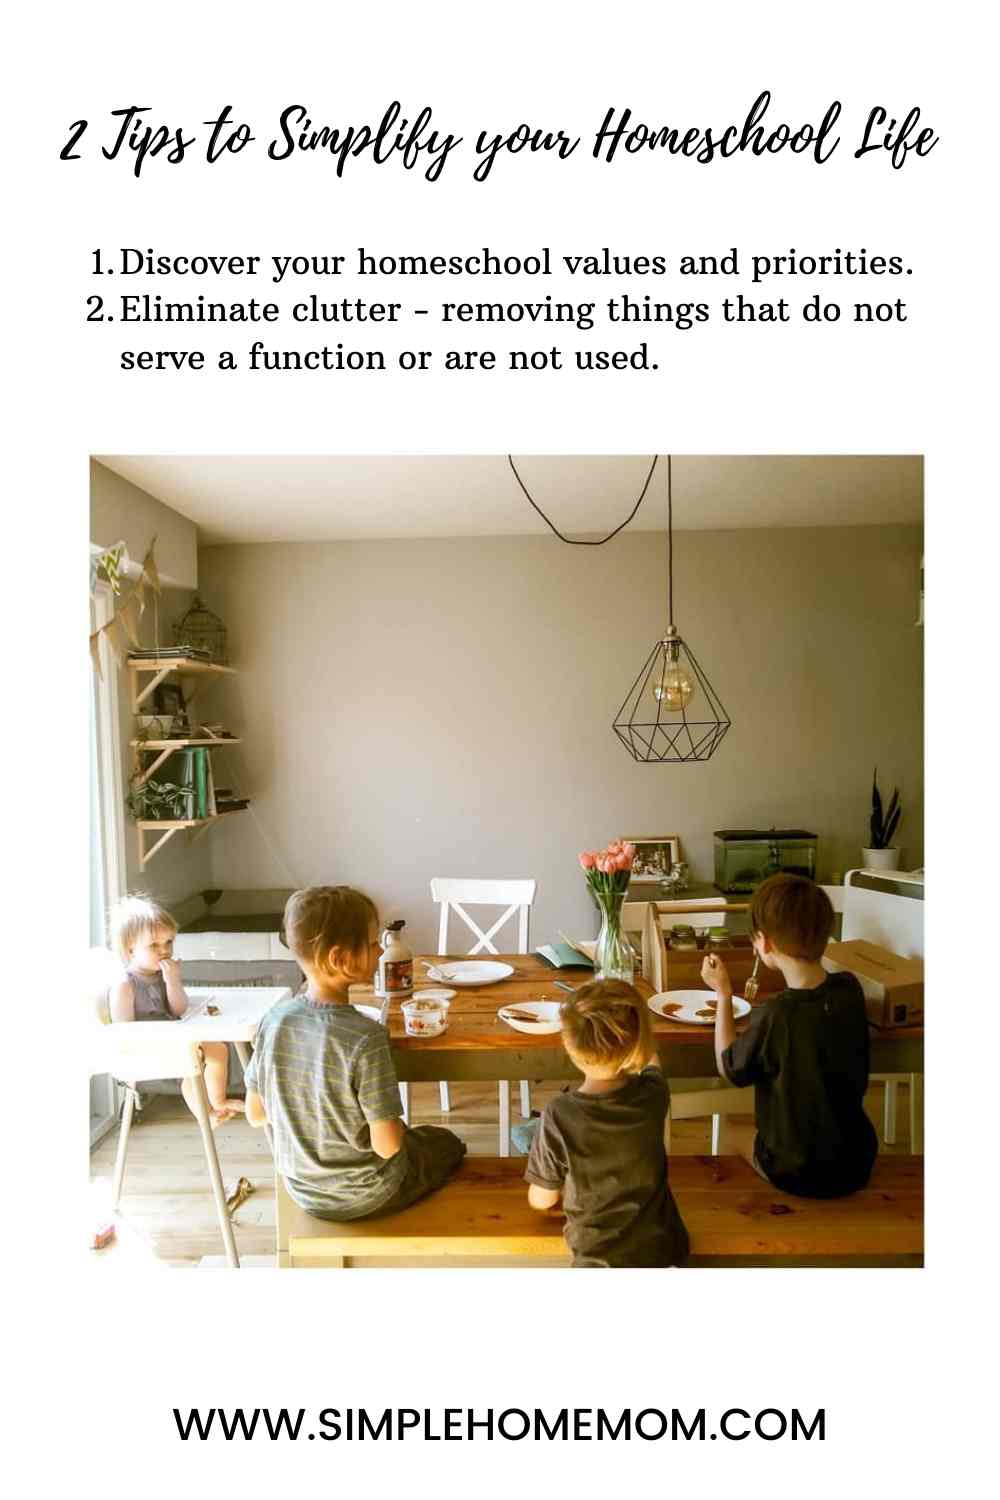 2 Tips to Simplify your Homeschool Life
1. Discover your homeschool values and priorities.
2. Eliminate clutter - removing things that do not
serve a function or are not used.
WWW.SIMPLEHOMEMOM.COM